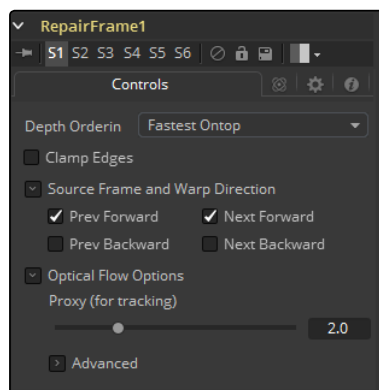 RepairFrame1
S1 S2 S3 S4 S5 S6
Controls
Depth Orderin Fastest Ontop
Clamp Edges
Source Frame and Warp Direction
Prev Forward Next Forward
Prev Backward Next Backward
Optical Flow Options
Proxy (for tracking)
2.0
Advanced